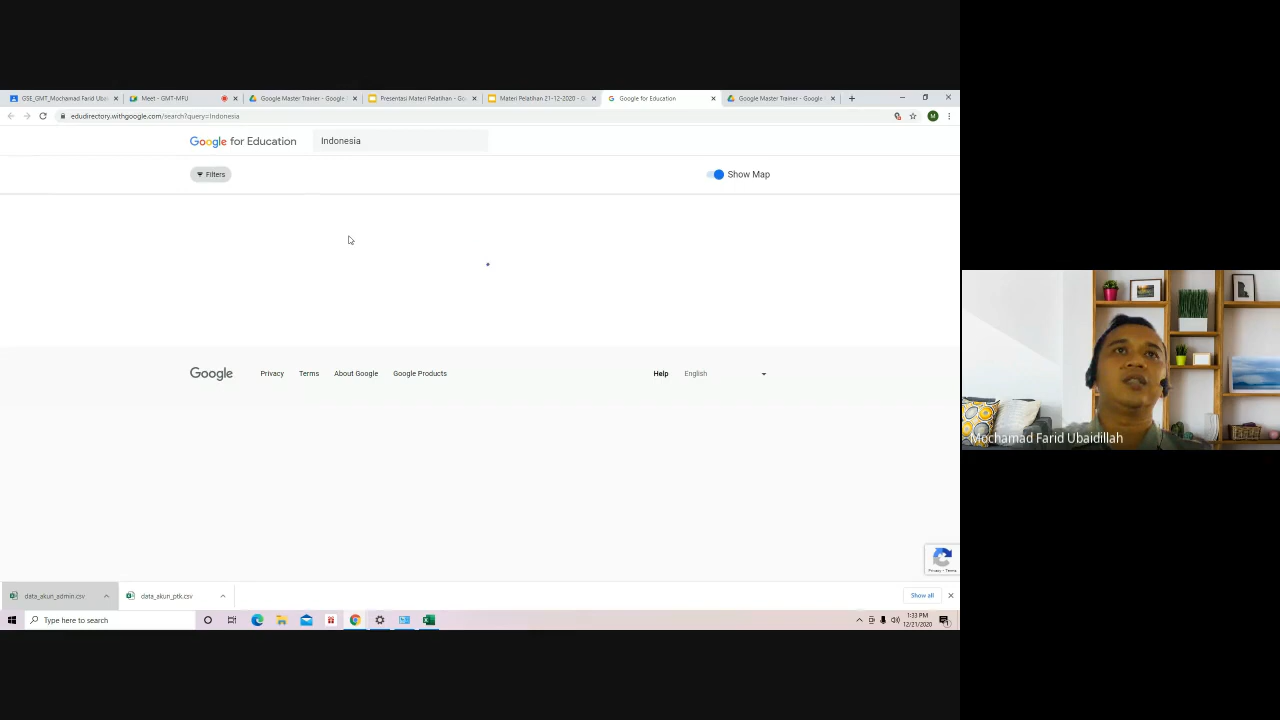 GSE_GMT_Mochamad Farid Ubai
Meet - GMT-MFU
Google Master Trainer - Google
Presentasi Materi Pelatihan - Go
Materi Pelatihan 21-12-2020 - G
Google for Education
Google Master Trainer - Google
edudirectory.withgoogle.com/search?query=Indonesia
M
Google for Education
Indonesia
Filters
Show Map
Google
Privacy
Terms
About Google
Google Products
Help
English
Privacy - Terms
Mochamad Farid Ubaidillah
data_akun_admin.csv
data_akun_ptk.csv
Show all
Type here to search
1:33 PM
12/21/2020